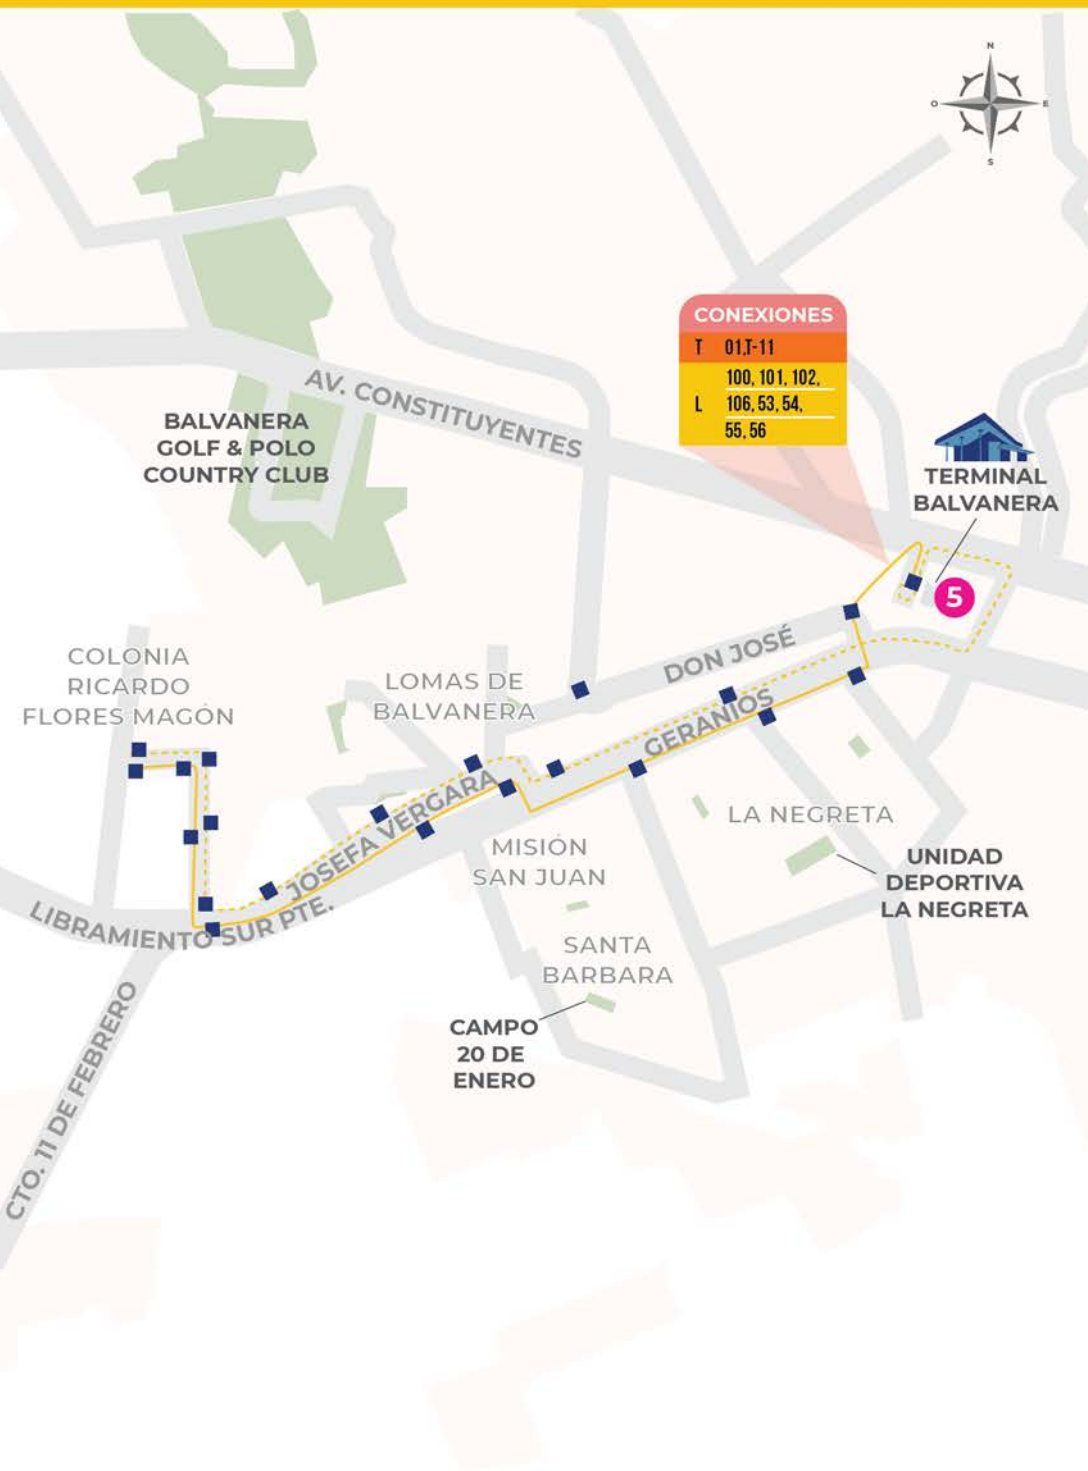 N
O
E
S
CONEXIONES
T 01,T-11
100, 101, 102,
L 106, 53, 54,
55, 56
AV. CONSTITUYENTES
BALVANERA
GOLF & POLO
COUNTRY CLUB
TERMINAL
BALVANERA
5
DON JOSÉ
COLONIA
RICARDO
FLORES MAGÓN
LOMAS DE
BALVANERA
GERANIOS
JOSEFA VERGARA
LA NEGRETA
MISIÓN
SAN JUAN
UNIDAD
DEPORTIVA
LA NEGRETA
LIBRAMIENTO SUR PTE.
SANTA
BARBARA
CAMPO
20 DE
ENERO
CTO. 11 DE FEBRERO